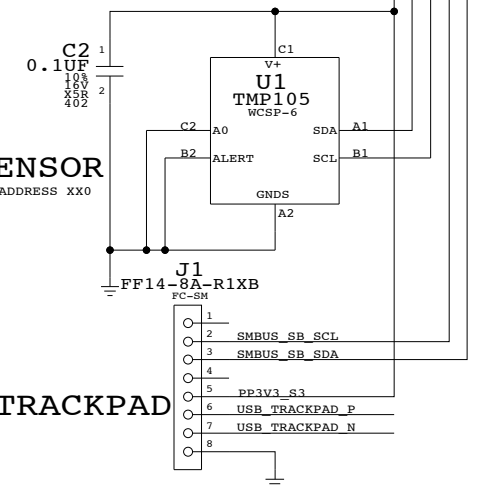 C2 1
0.1UF
10%
16V
X5R
402
2
C1
V+
U1
TMP105
WCSP-6
C2 A0
SDA A1
B2 ALERT
SCL B1
GNDS
A2
ENSOR
ADDRESS XX0
J1
FF14-8A-R1XB
FC-SM
1
2 SMBUS_SB_SCL
3 SMBUS_SB_SDA
4
5 PP3V3_S3
TRACKPAD
6 USB_TRACKPAD_P
7 USB_TRACKPAD_N
8